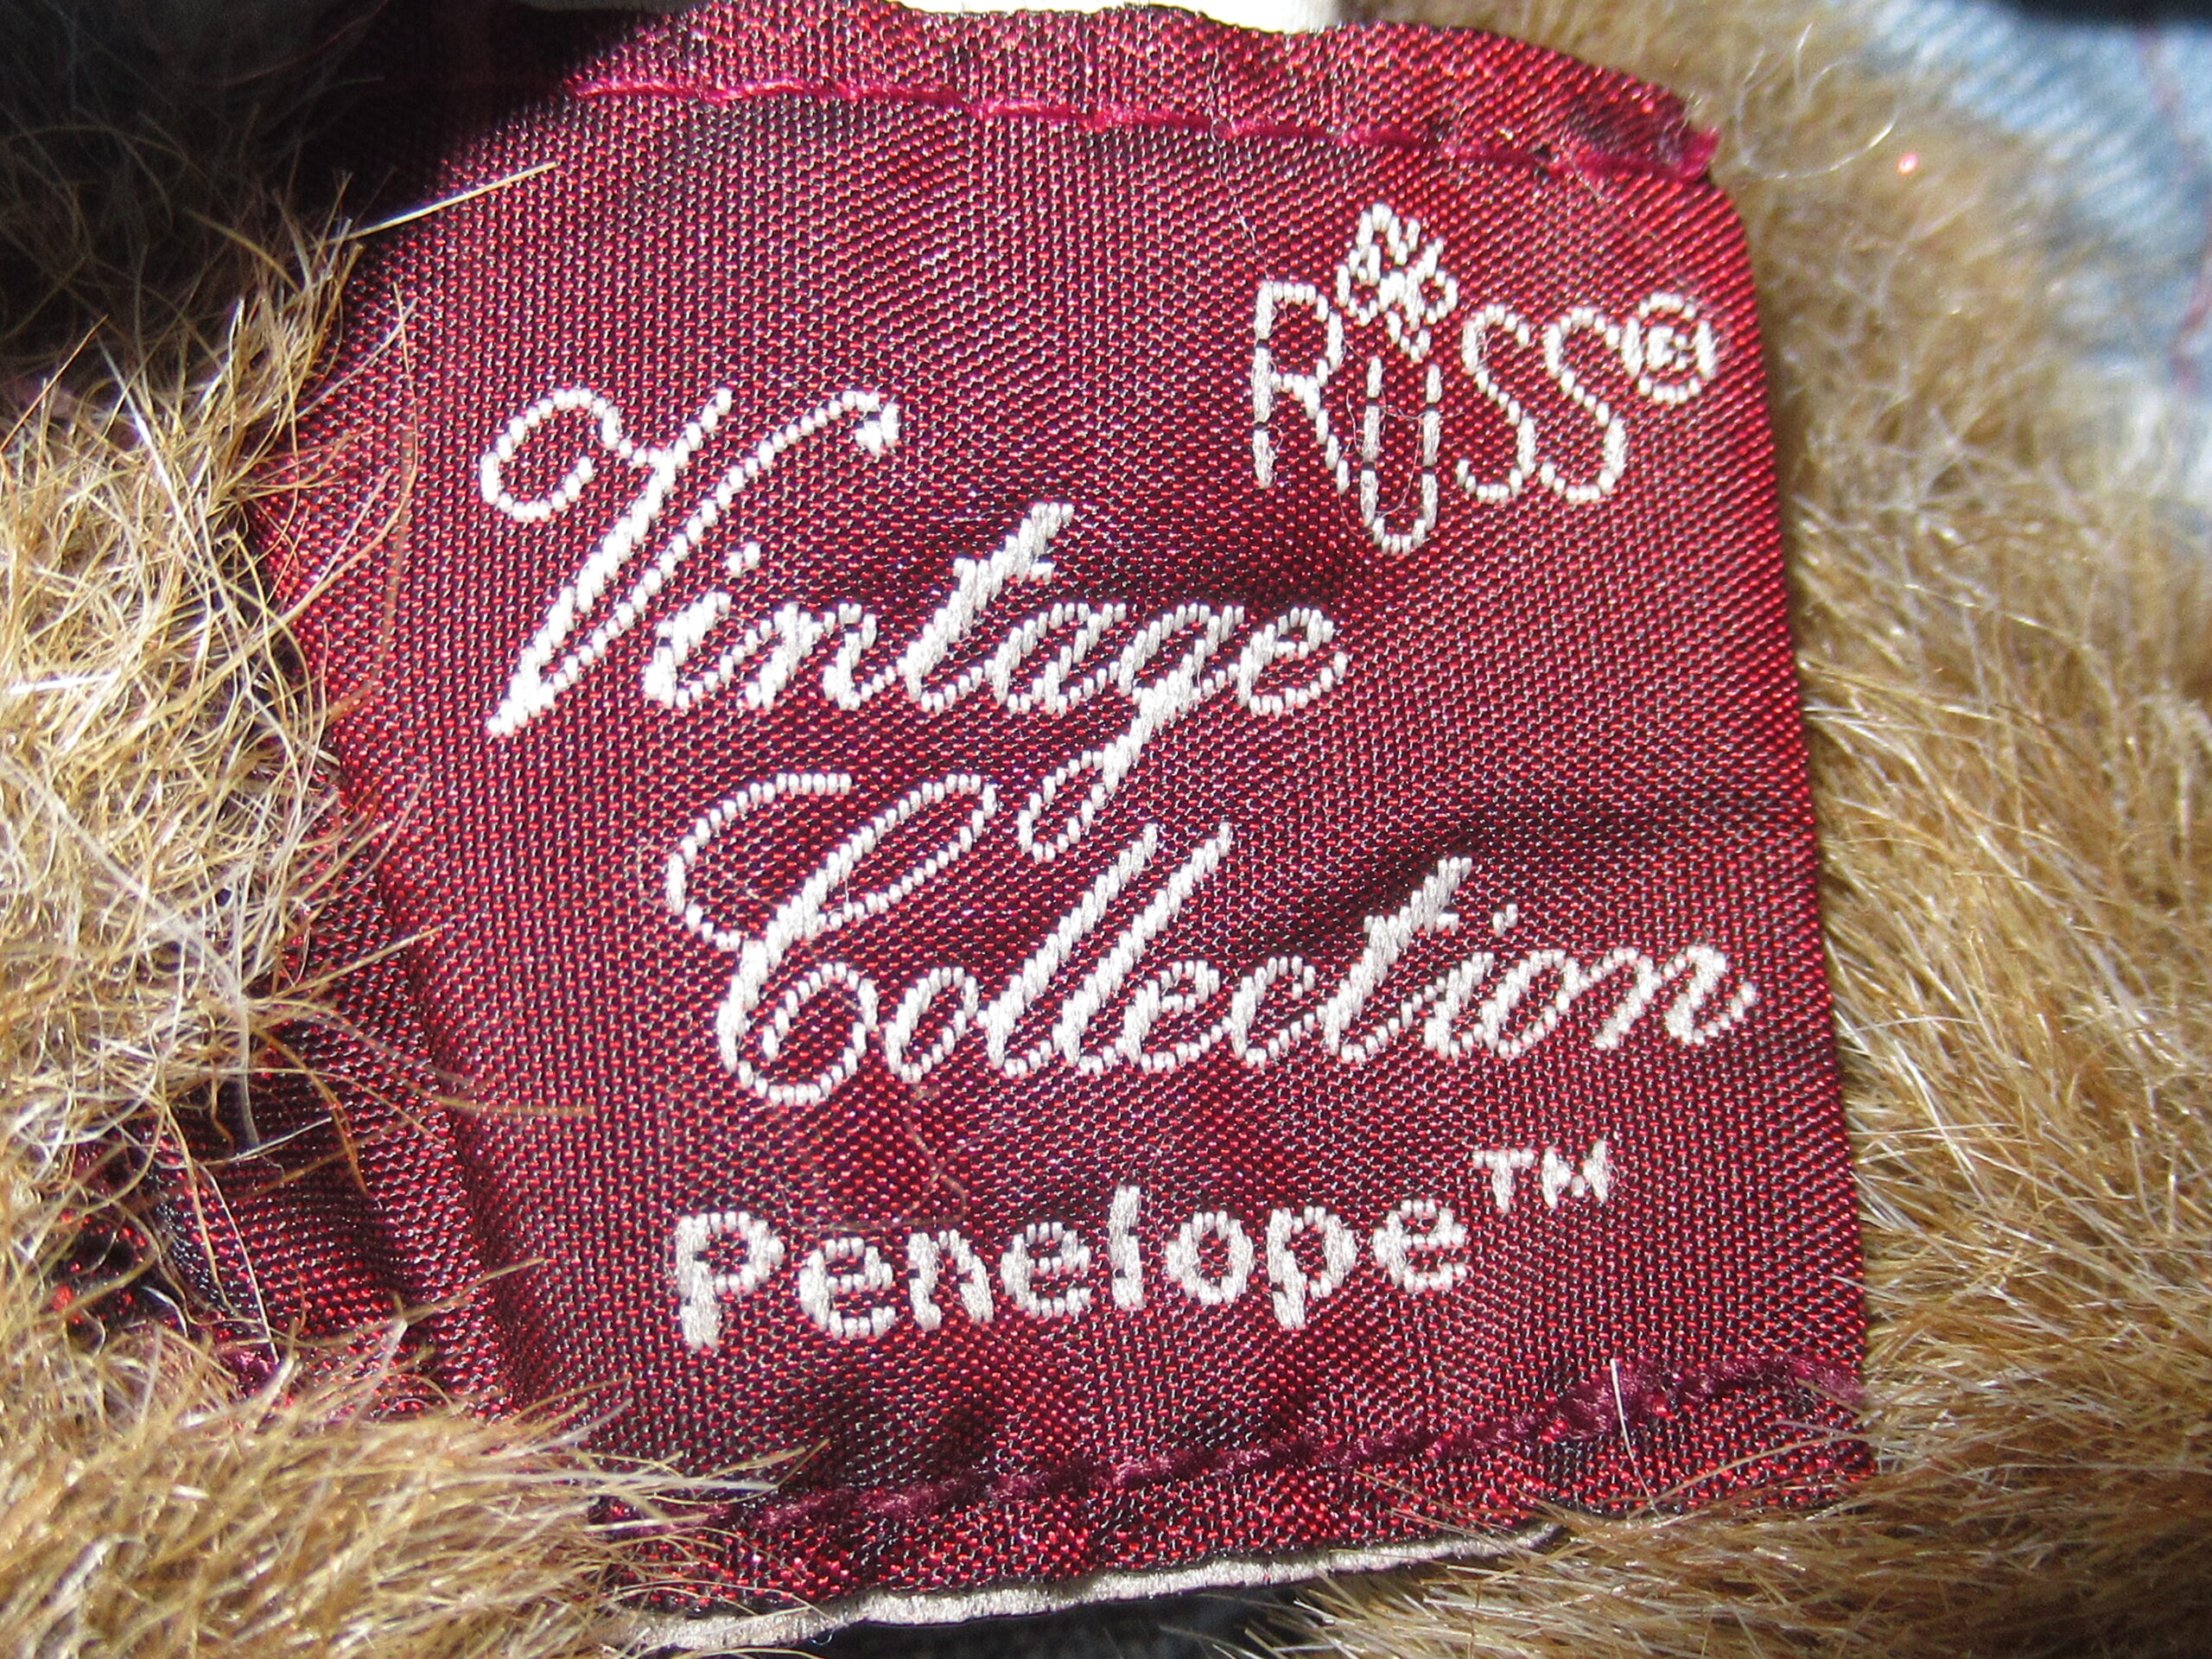 RUSS®
Vintage
Collection
Penelope™